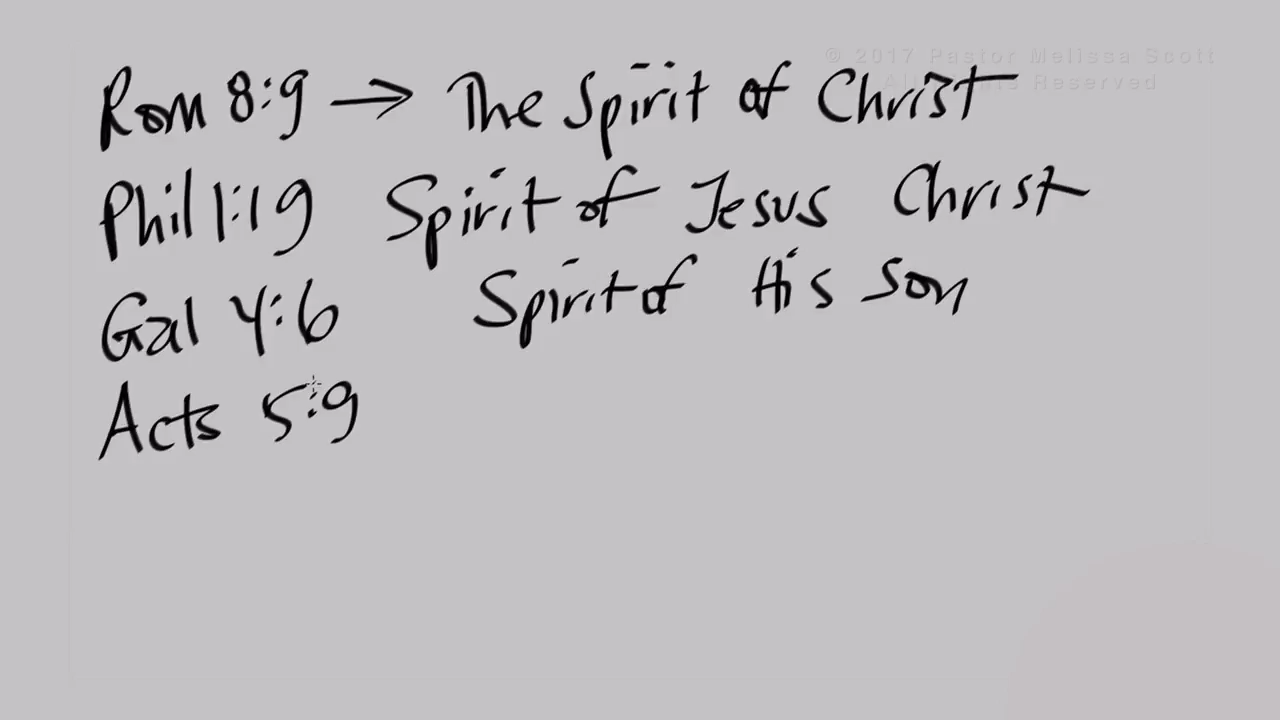 © 2017 Pastor Melissa Scott
All Rights Reserved
Rom 8:9 → The Spirit of Christ
Phil 1:19 Spirit of Jesus Christ
Gal 4:6 Spirit of His Son
Acts 5:9